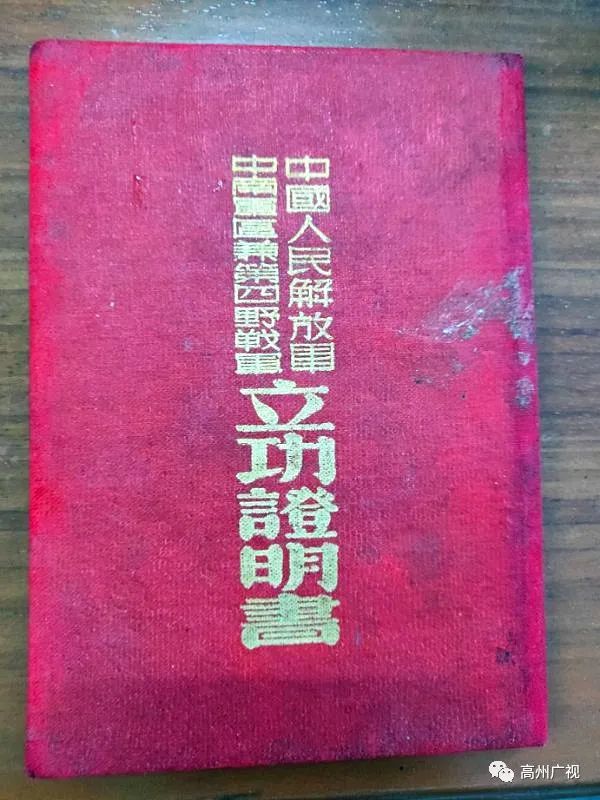 中國人民解放軍
中南軍區兼第四野戰軍
立功證明書
高州广视